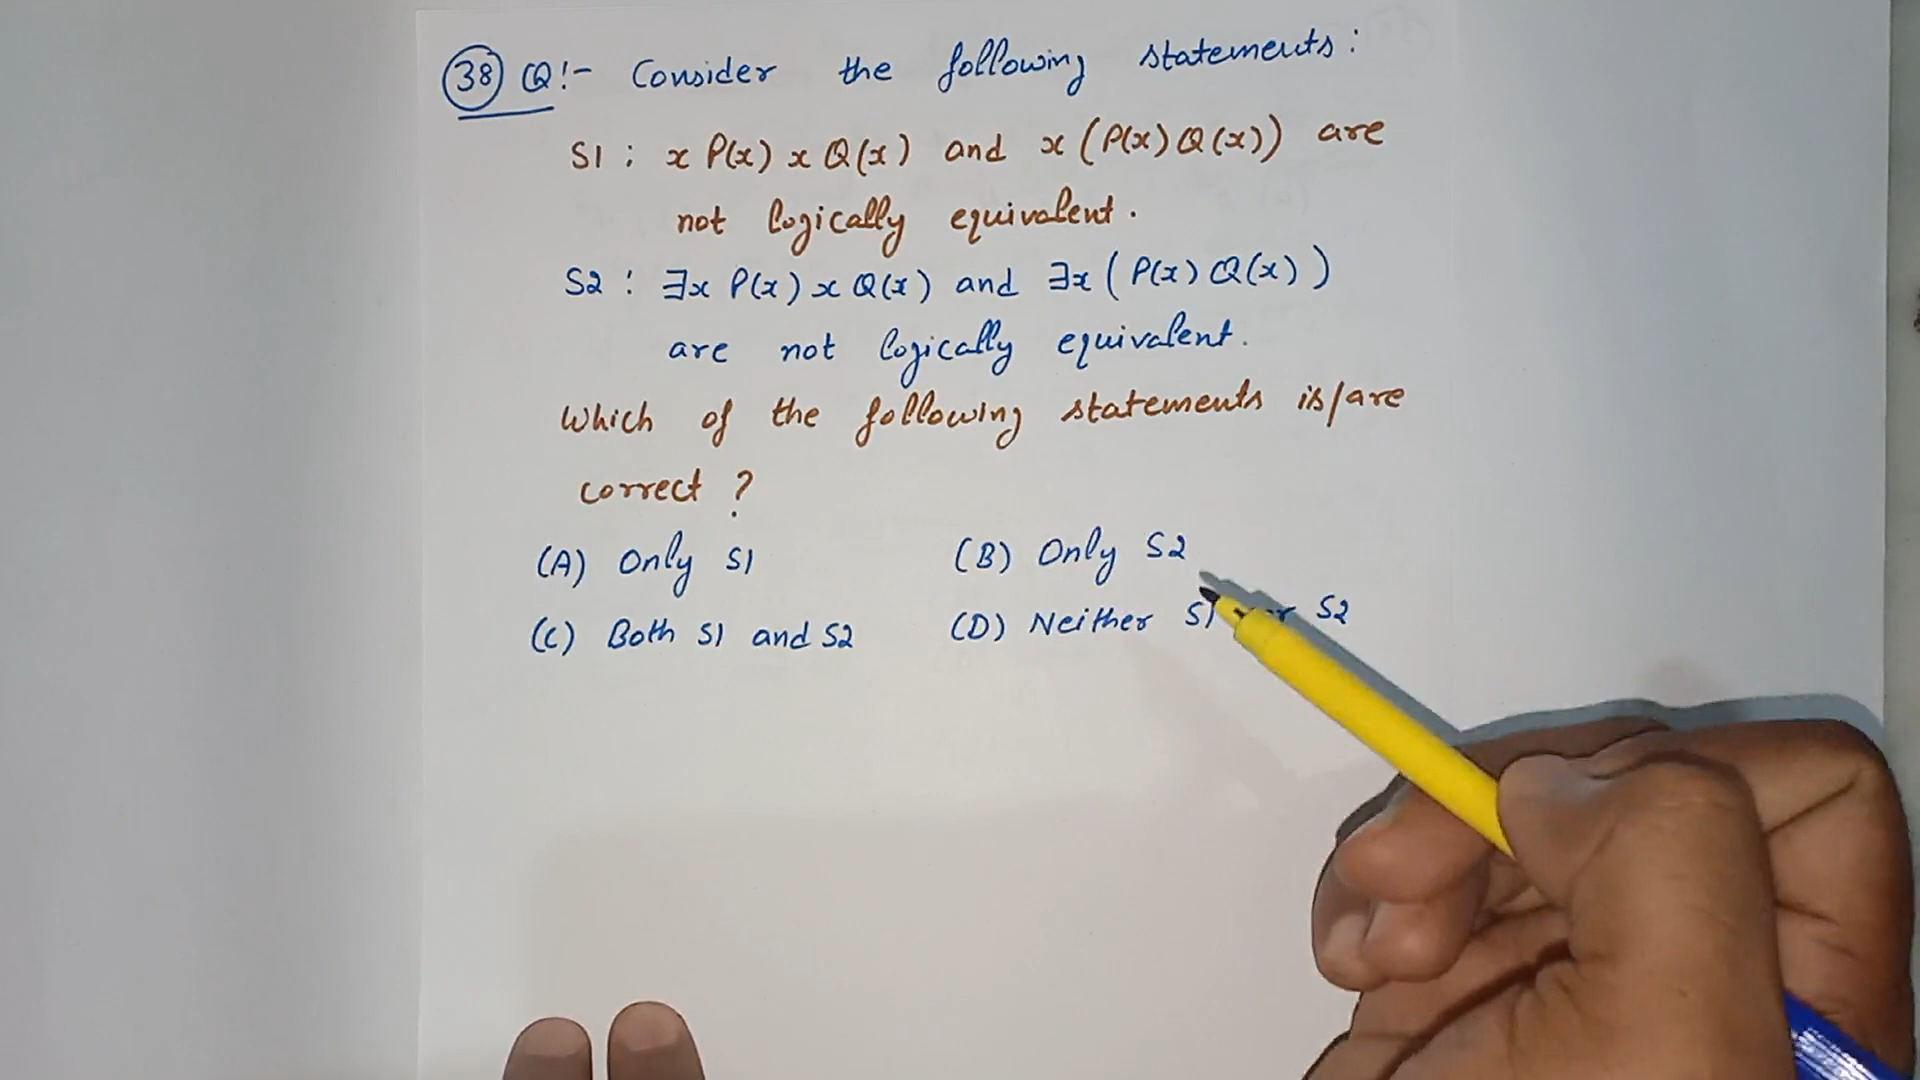 38 Q!- Consider the following statements:
S1: x P(x) x Q(x) and x (P(x) Q(x)) are
not logically equivalent.
S2: ∃x P(x) x Q(x) and ∃x (P(x) Q(x))
are not logically equivalent.
Which of the following statements is/are
correct?
(A) Only S1 (B) Only S2
(C) Both S1 and S2 (D) Neither S1 S2